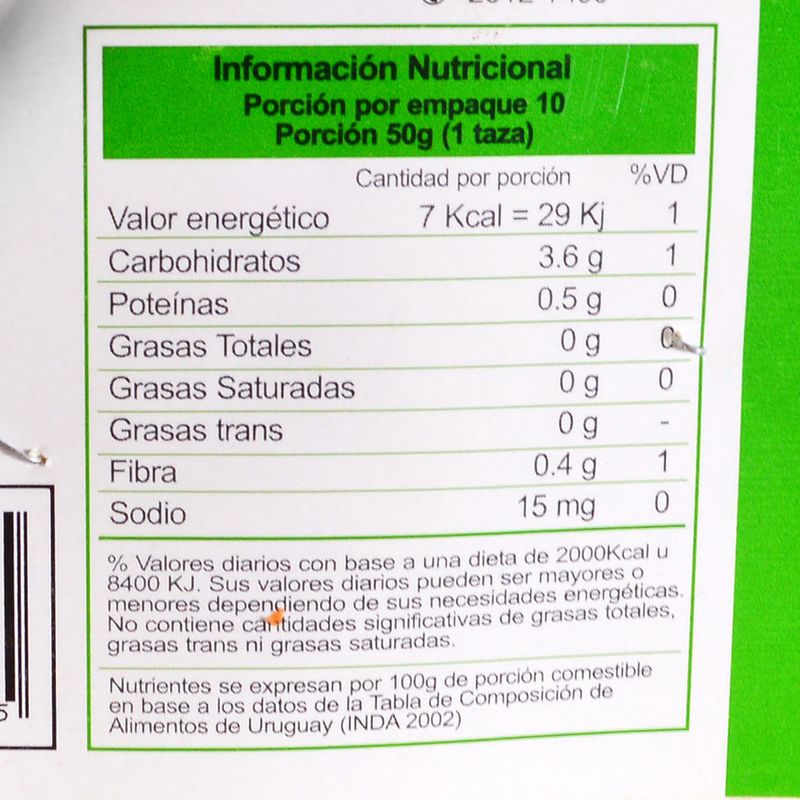 Información Nutricional
Porción por empaque 10
Porción 50g (1 taza)
Cantidad por porción %VD
Valor energético 7 Kcal = 29 Kj 1
Carbohidratos 3.6 g 1
Poteínas 0.5 g 0
Grasas Totales 0 g 0
Grasas Saturadas 0 g 0
Grasas trans 0 g -
Fibra 0.4 g 1
Sodio 15 mg 0
% Valores diarios con base a una dieta de 2000Kcal u
8400 KJ. Sus valores diarios pueden ser mayores o
menores dependiendo de sus necesidades energéticas.
No contiene cantidades significativas de grasas totales,
grasas trans ni grasas saturadas.
Nutrientes se expresan por 100g de porción comestible
en base a los datos de la Tabla de Composición de
Alimentos de Uruguay (INDA 2002)
5